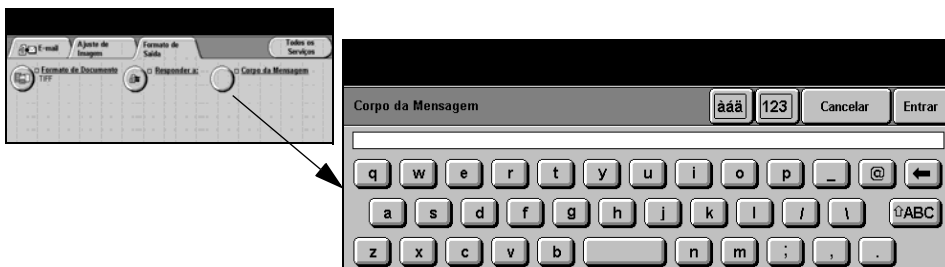 E-mail
Ajuste de Imagem
Formato de Saída
Todos os Serviços
Formato de Documento
TIFF
Responder a:
Corpo da Mensagem
Corpo da Mensagem
àáä
123
Cancelar
Entrar
q w e r t y u i o p _ @ ←
a s d f g h j k l / \ ⇧ABC
z x c v b n m ; , .